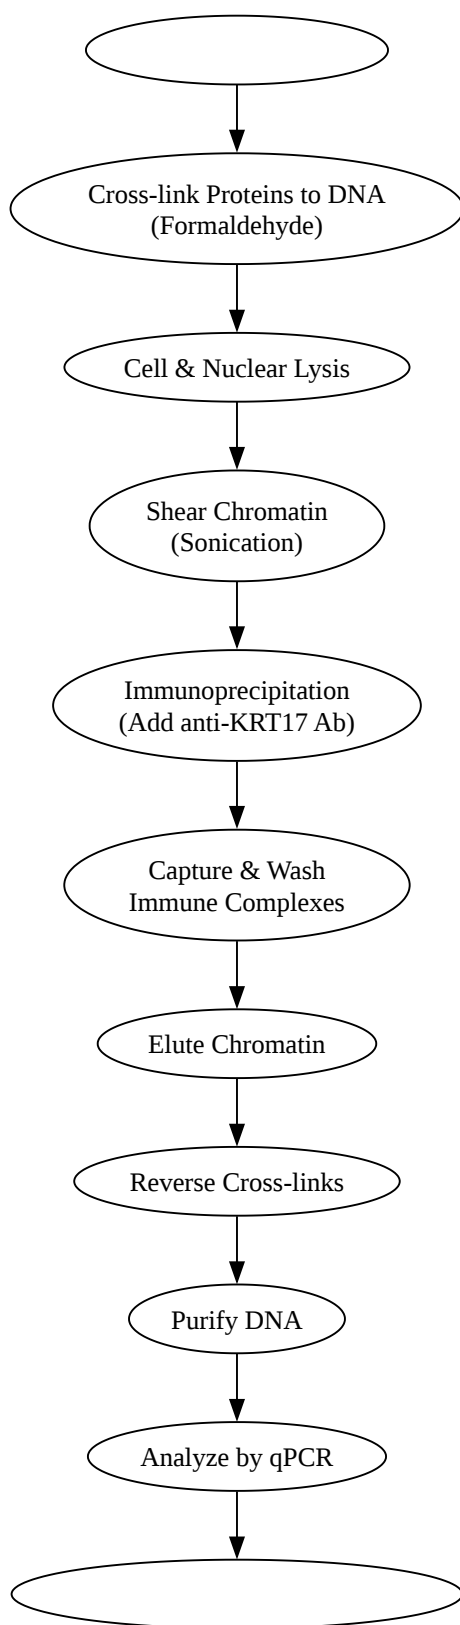 Cross-link Proteins to DNA
(Formaldehyde)
Cell & Nuclear Lysis
Shear Chromatin
(Sonication)
Immunoprecipitation
(Add anti-KRT17 Ab)
Capture & Wash
Immune Complexes
Elute Chromatin
Reverse Cross-links
Purify DNA
Analyze by qPCR